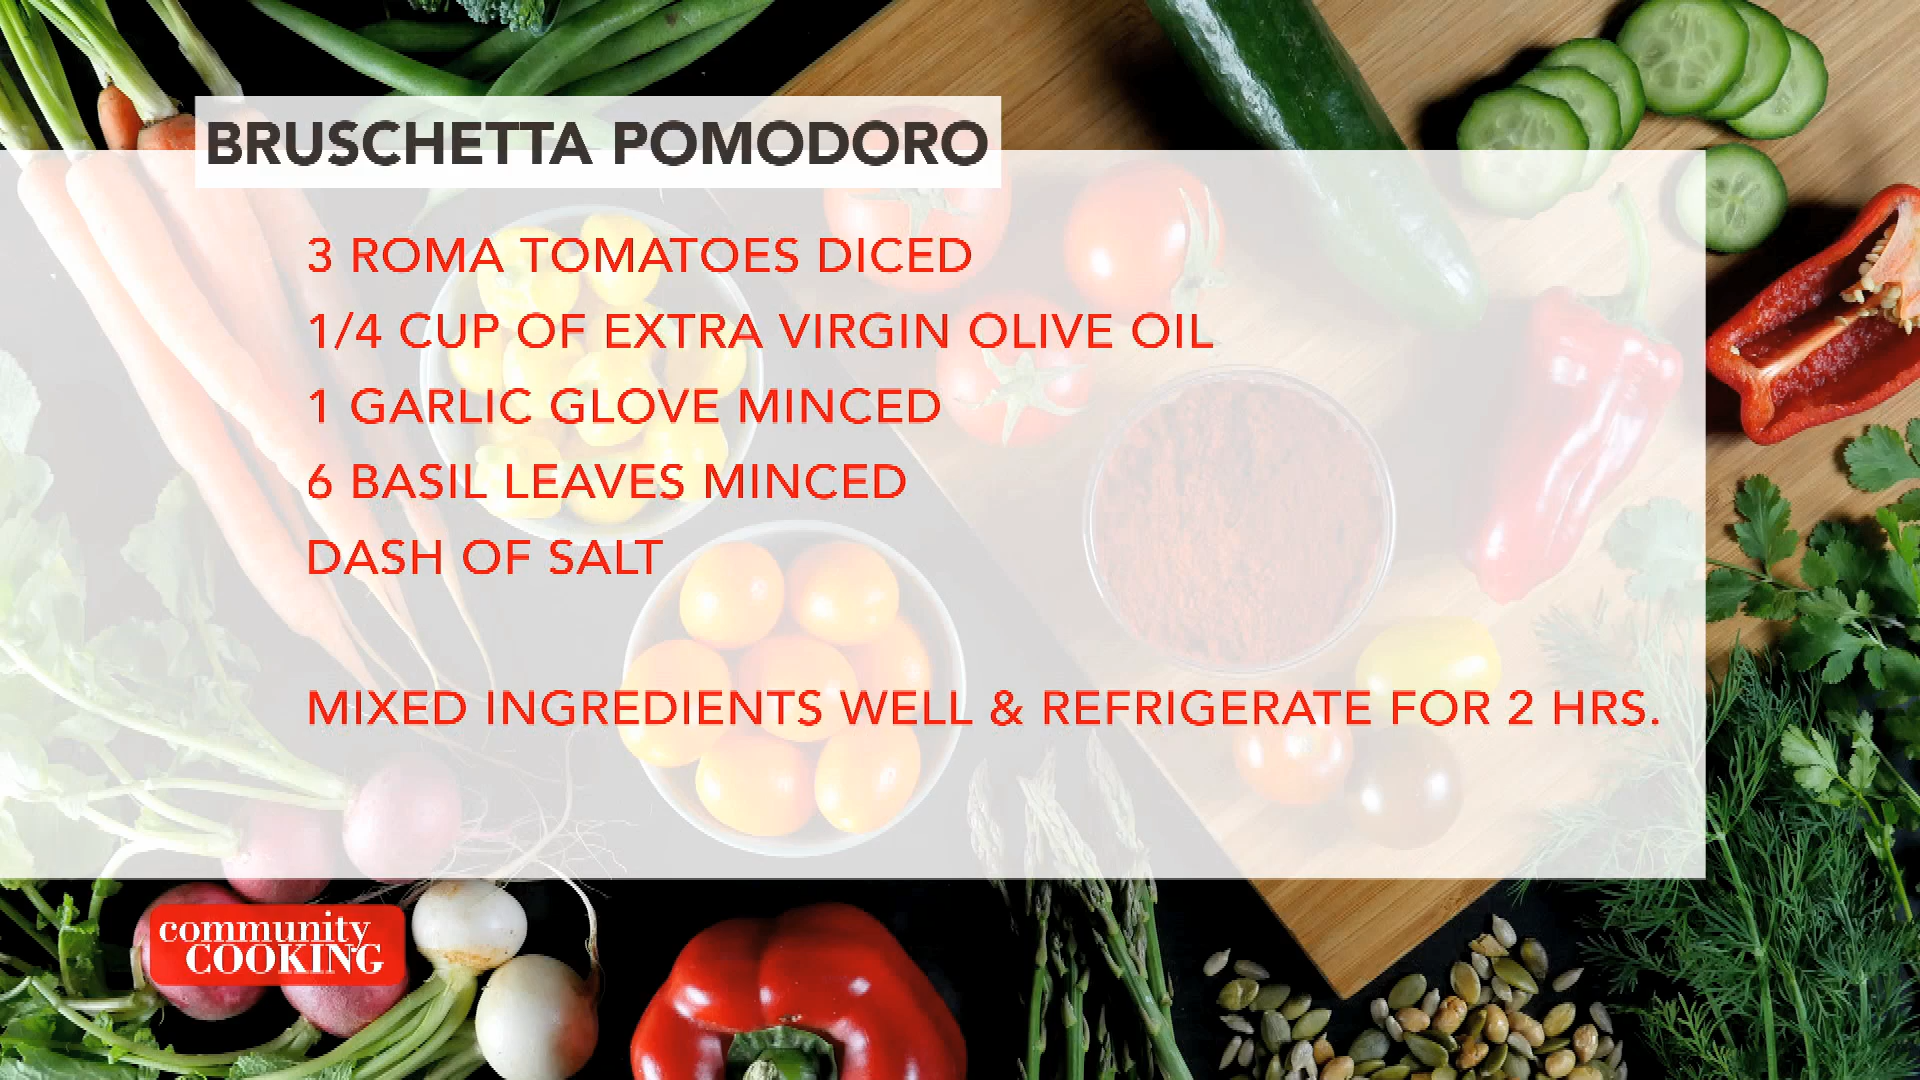 BRUSCHETTA POMODORO
3 ROMA TOMATOES DICED
1/4 CUP OF EXTRA VIRGIN OLIVE OIL
1 GARLIC GLOVE MINCED
6 BASIL LEAVES MINCED
DASH OF SALT
MIXED INGREDIENTS WELL & REFRIGERATE FOR 2 HRS.
community
COOKING